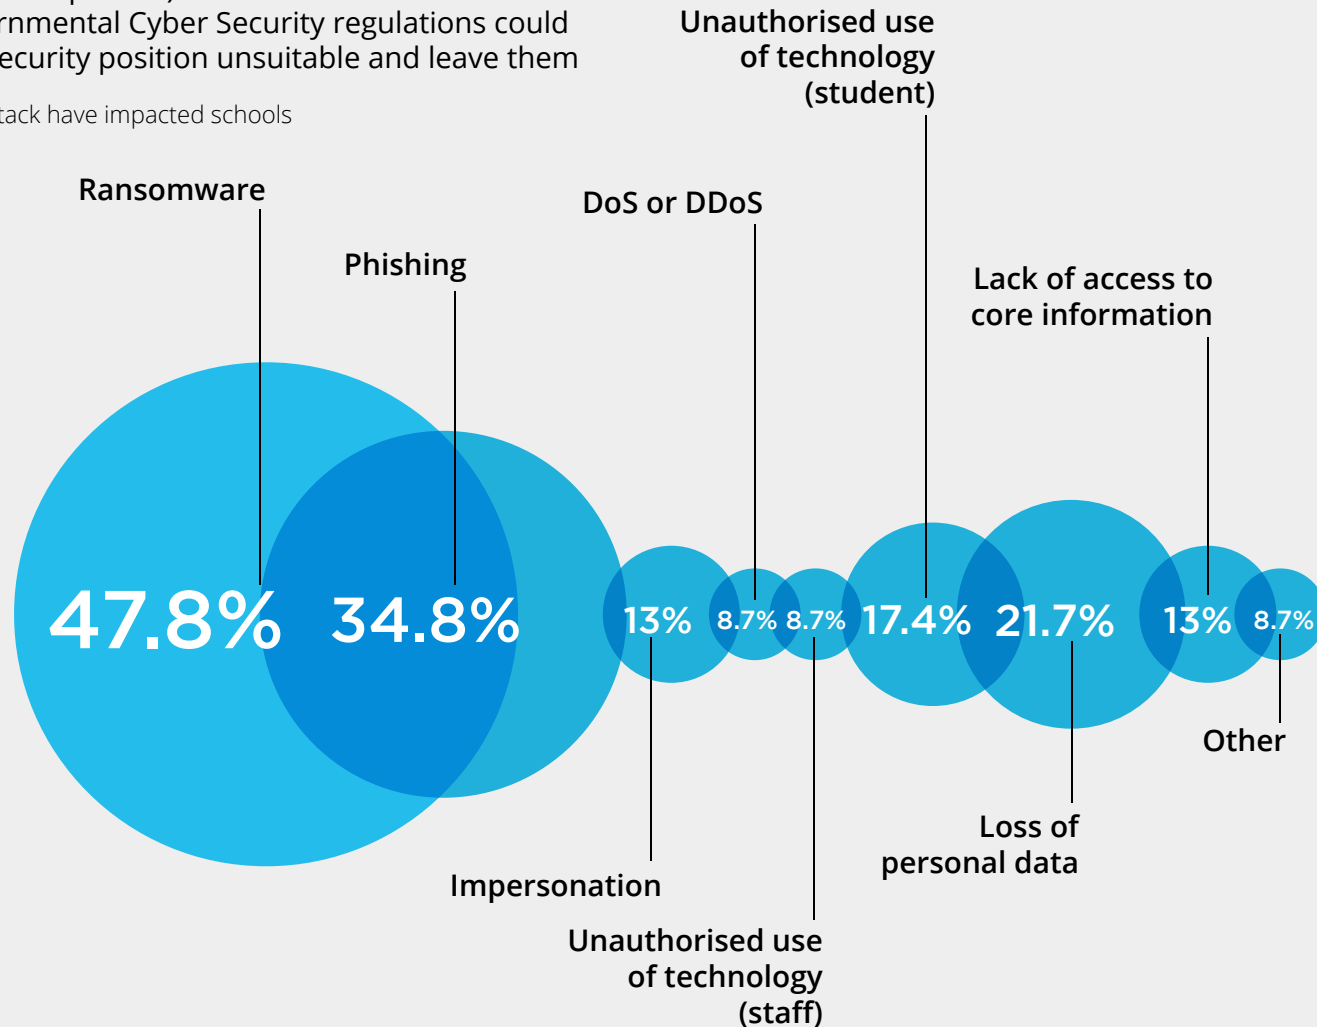 rnmental Cyber Security regulations could
ecurity position unsuitable and leave them
tack have impacted schools
Unauthorised use
of technology
(student)
Ransomware
DoS or DDoS
Phishing
Lack of access to
core information
47.8%
34.8%
13%
8.7%
8.7%
17.4%
21.7%
13%
8.7%
Other
Loss of
personal data
Impersonation
Unauthorised use
of technology
(staff)